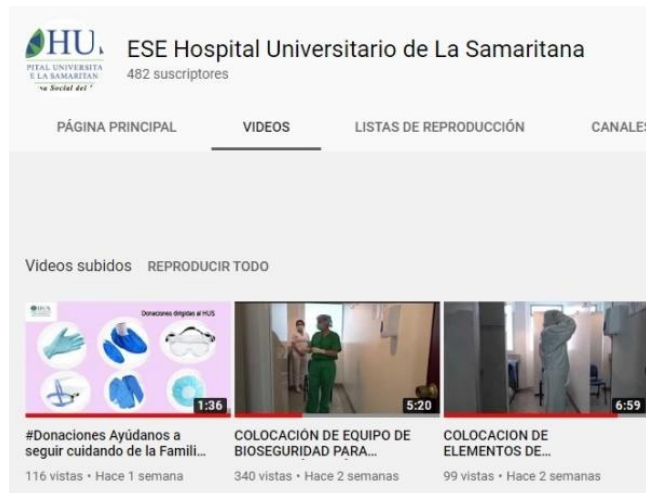 HU.
PITAL UNIVERSITA
E LA SAMARITAN
ESE Hospital Universitario de La Samaritana
482 suscriptores
PÁGINA PRINCIPAL VIDEOS LISTAS DE REPRODUCCIÓN CANALES
Videos subidos REPRODUCIR TODO
Donaciones dirigidas al HUS
1:36 5:20 6:59
#Donaciones Ayúdanos a COLOCACIÓN DE EQUIPO DE COLOCACION DE
seguir cuidando de la Famili... BIOSEGURIDAD PARA... ELEMENTOS DE...
116 vistas • Hace 1 semana 340 vistas • Hace 2 semanas 99 vistas • Hace 2 semanas